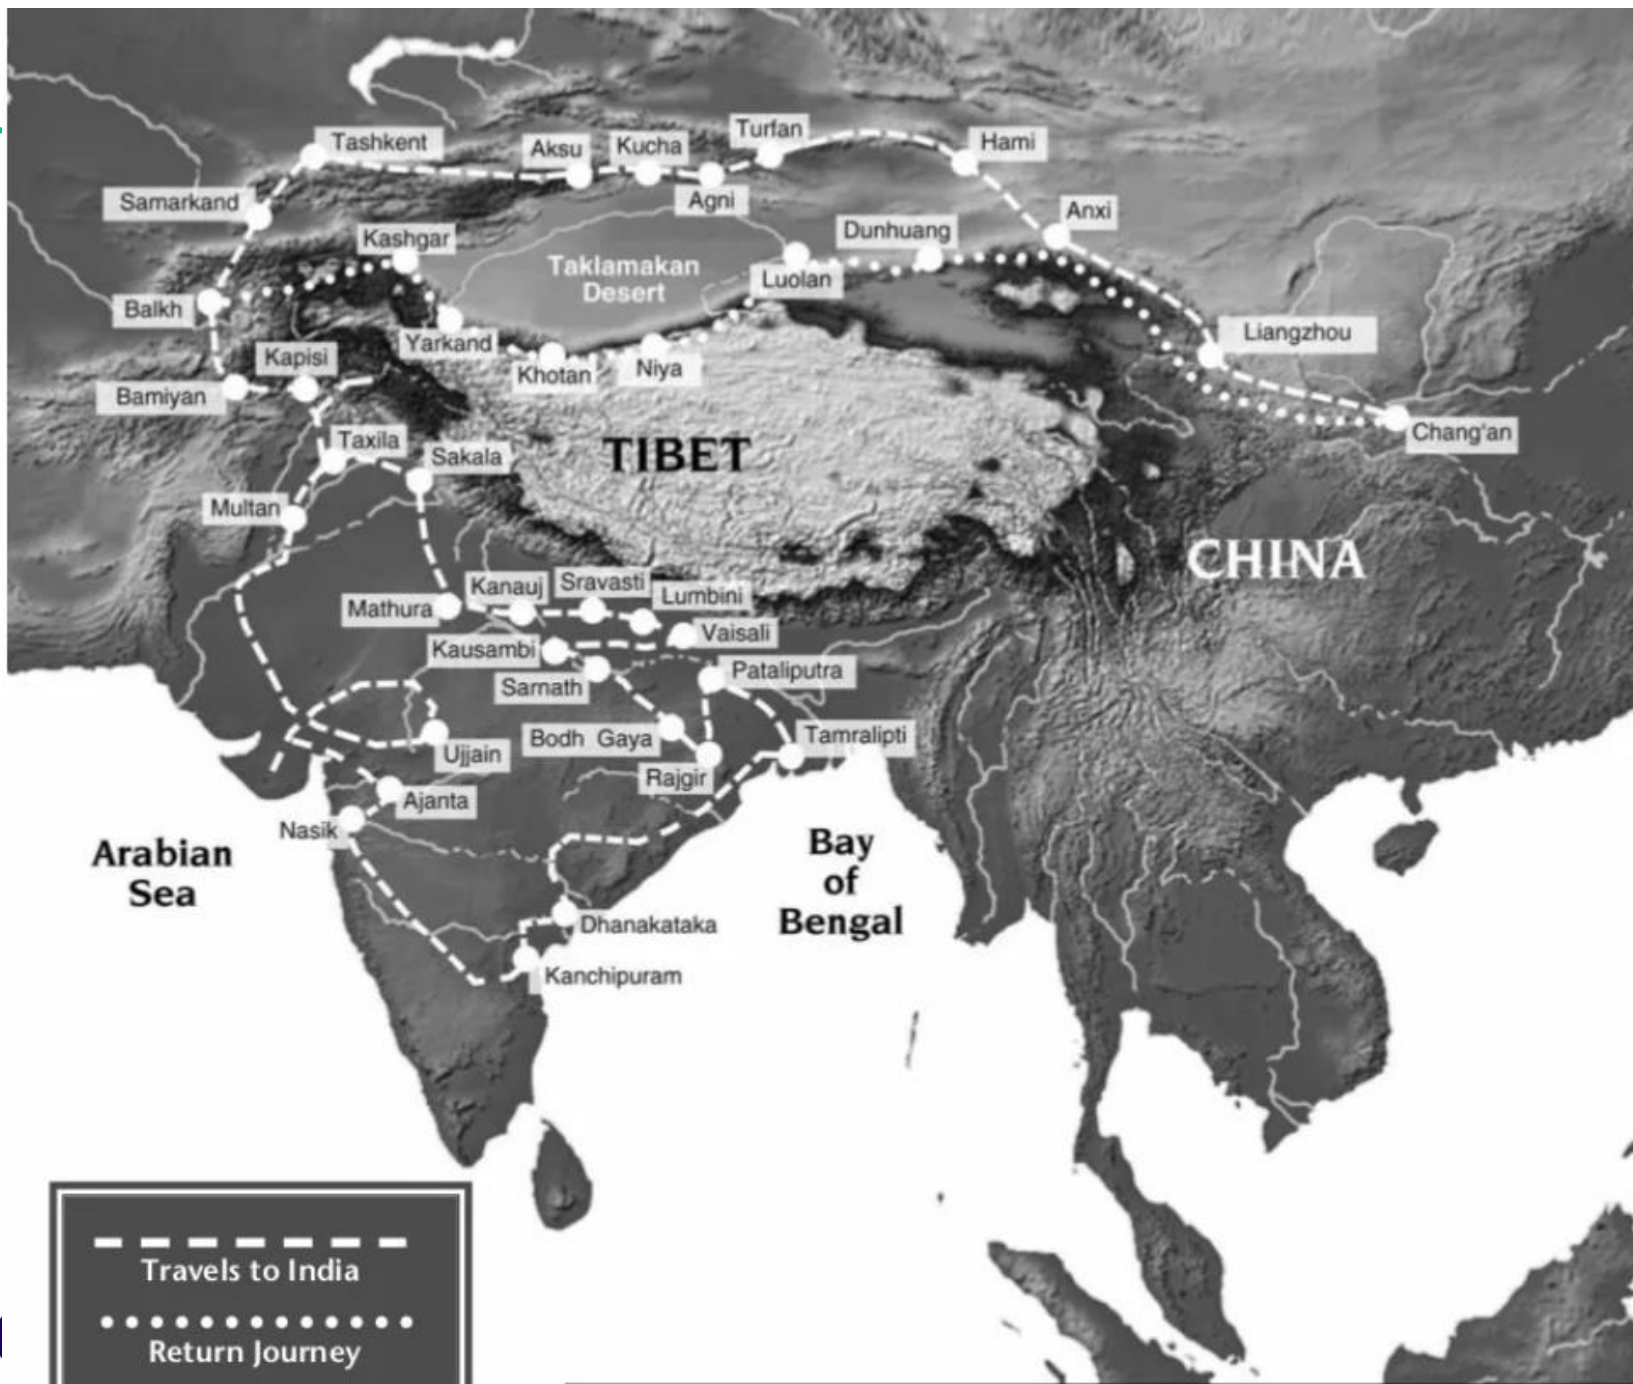 Tashkent
Aksu
Kucha
Turfan
Hami
Samarkand
Agni
Anxi
Kashgar
Dunhuang
Taklamakan
Desert
Luolan
Balkh
Yarkand
Liangzhou
Kapisi
Khotan
Niya
Bamiyan
Chang'an
Taxila
Sakala
TIBET
Multan
CHINA
Kanauj
Sravasti
Lumbini
Mathura
Vaisali
Kausambi
Pataliputra
Sarnath
Bodh Gaya
Tamralipti
Ujjain
Rajgir
Ajanta
Nasik
Arabian
Sea
Bay
of
Bengal
Dhanakataka
Kanchipuram
Travels to India
Return Journey